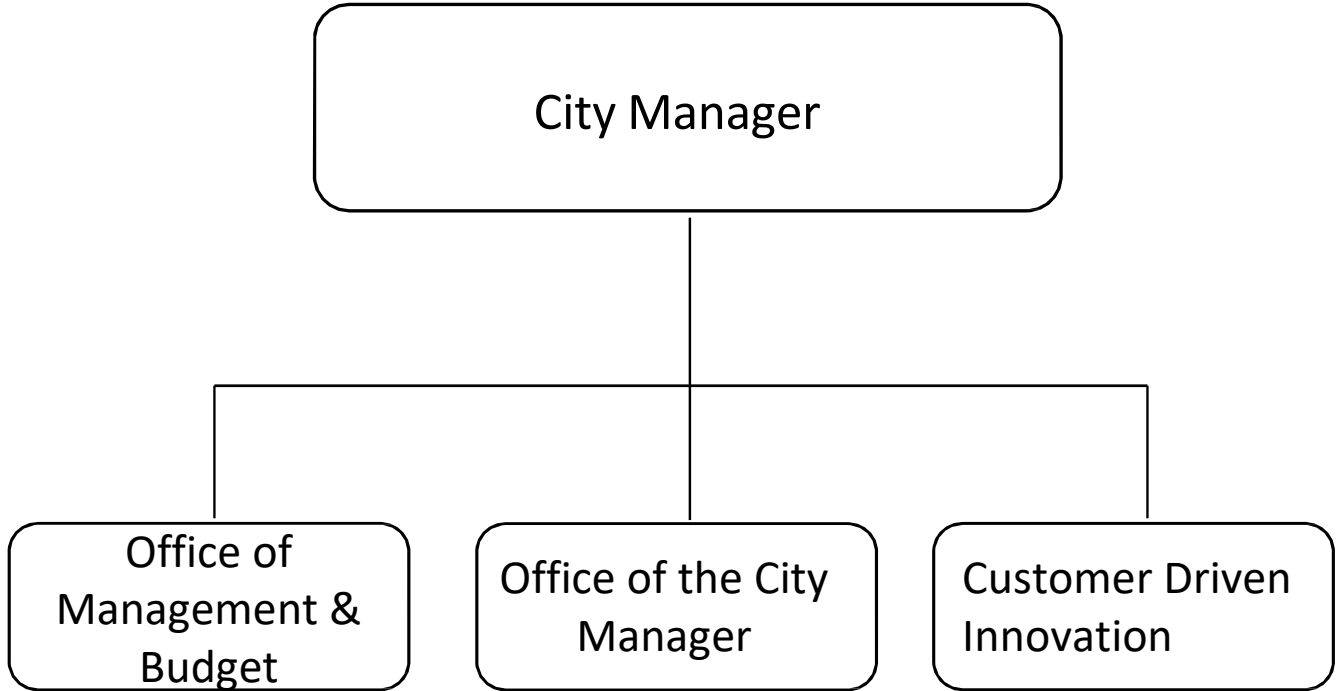 City Manager
Office of
Management &
Budget
Office of the City
Manager
Customer Driven
Innovation